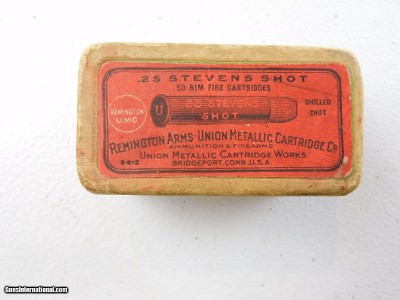 .25 STEVENS SHOT
50 RIM FIRE CARTRIDGES
REMINGTON
UMC
U
.25 STEVENS
SHOT
CHILLED
SHOT
REMINGTON ARMS-UNION METALLIC CARTRIDGE CO
AMMUNITION & FIREARMS
UNION METALLIC CARTRIDGE WORKS
BRIDGEPORT, CONN. U.S.A.
GunsInternational.com